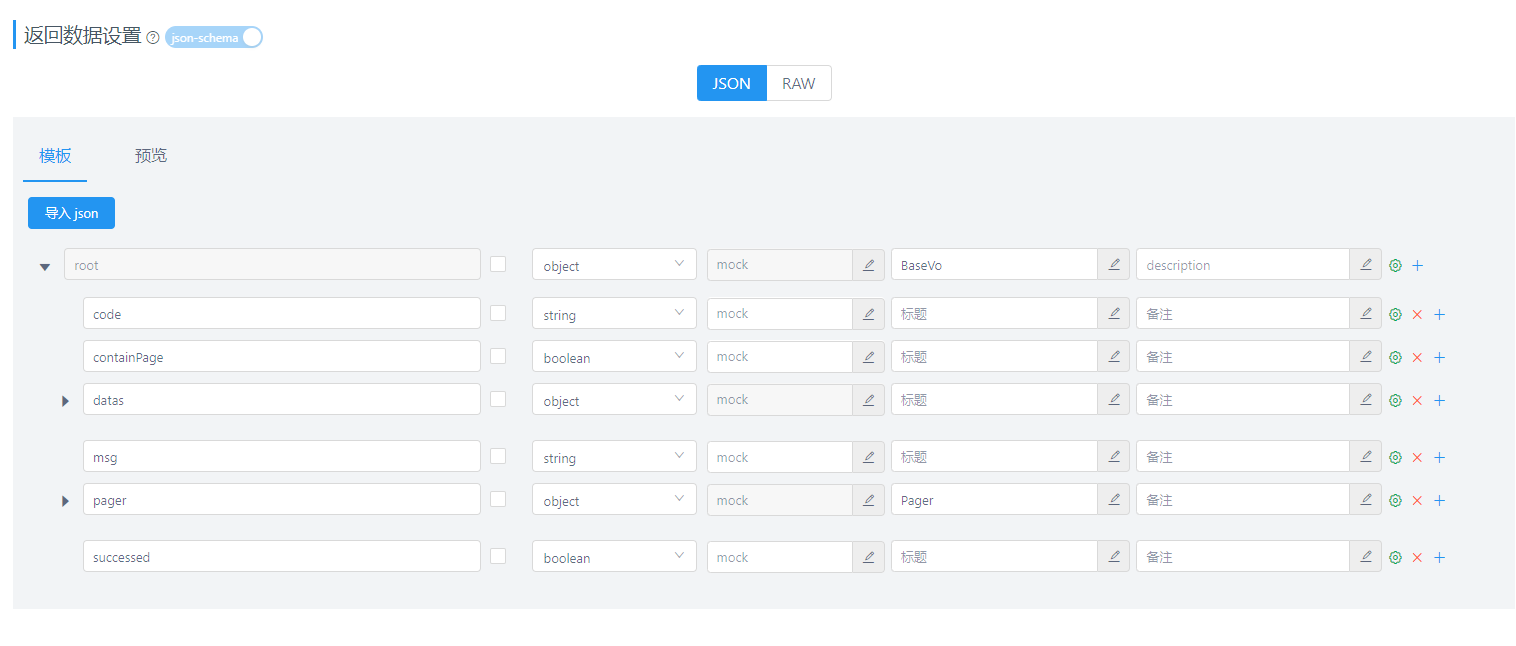 返回数据设置 json-schema
JSON RAW
模板 预览
导入 json
root object mock BaseVo description
code string mock 标题 备注
containPage boolean mock 标题 备注
datas object mock 标题 备注
msg string mock 标题 备注
pager object mock Pager 备注
successed boolean mock 标题 备注